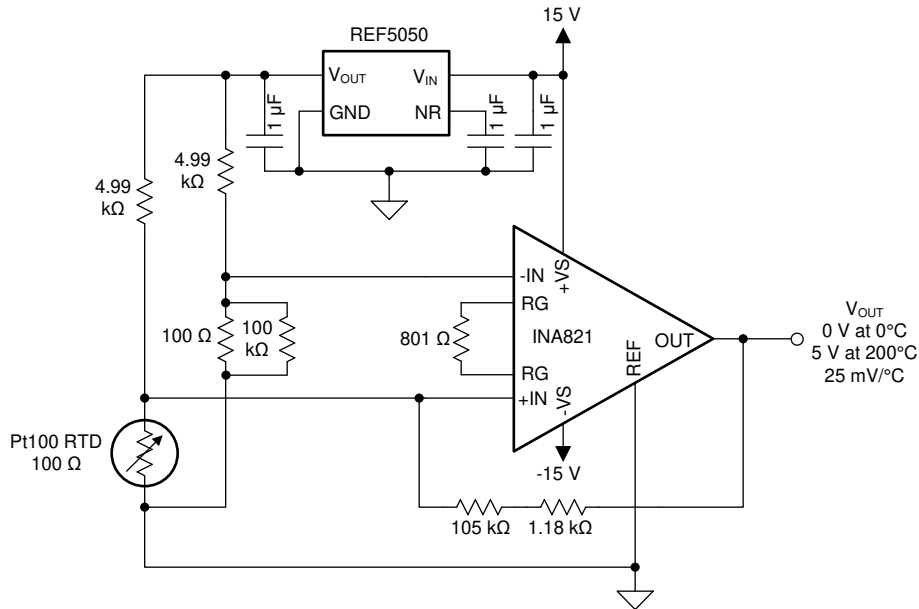 REF5050
15 V
VOUT
VIN
GND
NR
1 µF
1 µF
1 µF
4.99
kΩ
4.99
kΩ
-IN
+VS
RG
100 Ω
100
kΩ
801 Ω
INA821
OUT
REF
RG
+IN
-VS
VOUT
0 V at 0°C
5 V at 200°C
25 mV/°C
Pt100 RTD
100 Ω
-15 V
105 kΩ
1.18 kΩ